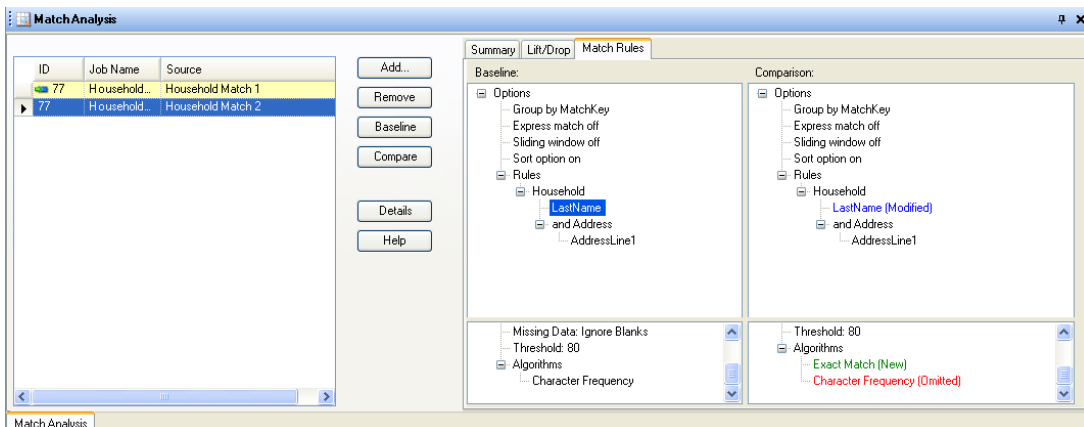 Match Analysis
ID Job Name Source
77 Household... Household Match 1
77 Household... Household Match 2
Add...
Remove
Baseline
Compare
Details
Help
Summary Lift/Drop Match Rules
Baseline:
Options
Group by MatchKey
Express match off
Sliding window off
Sort option on
Rules
Household
LastName
and Address
AddressLine1
Missing Data: Ignore Blanks
Threshold: 80
Algorithms
Character Frequency
Comparison:
Options
Group by MatchKey
Express match off
Sliding window off
Sort option on
Rules
Household
LastName (Modified)
and Address
AddressLine1
Threshold: 80
Algorithms
Exact Match (New)
Character Frequency (Omitted)
Match Analysis